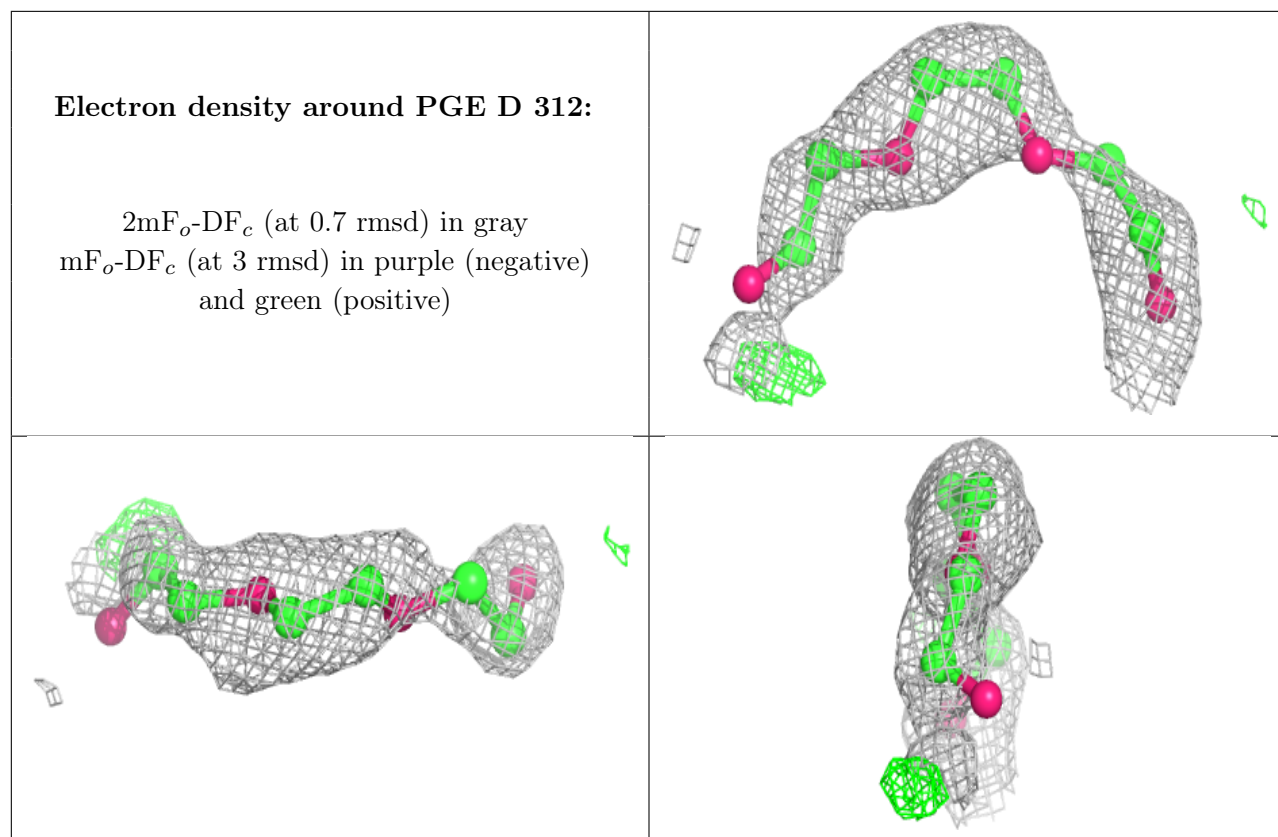 Electron density around PGE D 312:
2mFo-DFc (at 0.7 rmsd) in gray
mFo-DFc (at 3 rmsd) in purple (negative)
and green (positive)